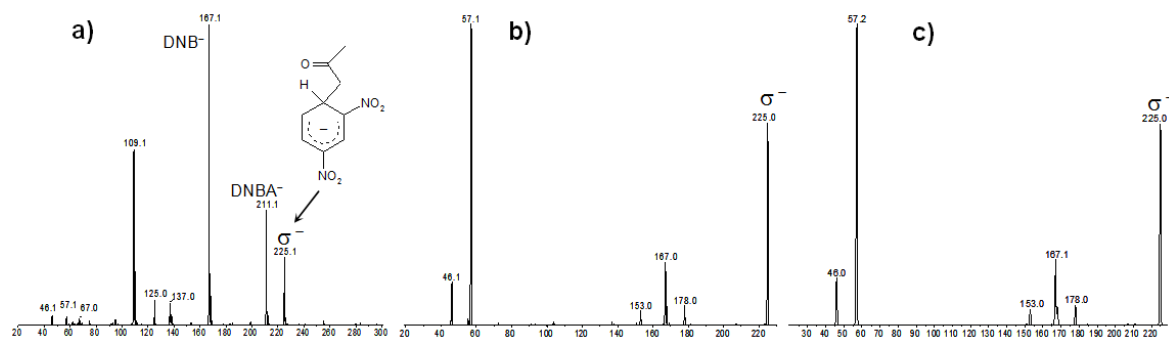 a)
167.1
DNB⁻
109.1
DNBA⁻
211.1
σ⁻
225.1
46.1
57.1
67.0
125.0
137.0
O
H
NO₂
−
NO₂
20 40 60 80 100 120 140 160 180 200 220 240 260 280 300
b)
57.1
46.1
153.0
167.0
178.0
σ⁻
225.0
20 40 60 80 100 120 140 160 180 200 220
c)
57.2
46.0
153.0
167.1
178.0
σ⁻
225.0
30 40 50 60 70 80 90 100 110 120 130 140 150 160 170 180 190 200 210 220